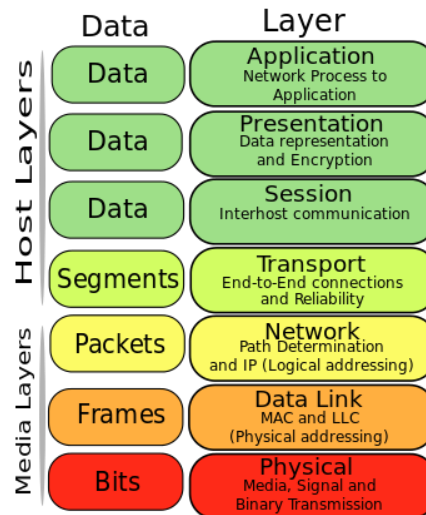 Data
Layer
Host Layers
Data
Application
Network Process to
Application
Data
Presentation
Data representation
and Encryption
Data
Session
Interhost communication
Segments
Transport
End-to-End connections
and Reliability
Media Layers
Packets
Network
Path Determination
and IP (Logical addressing)
Frames
Data Link
MAC and LLC
(Physical addressing)
Bits
Physical
Media, Signal and
Binary Transmission